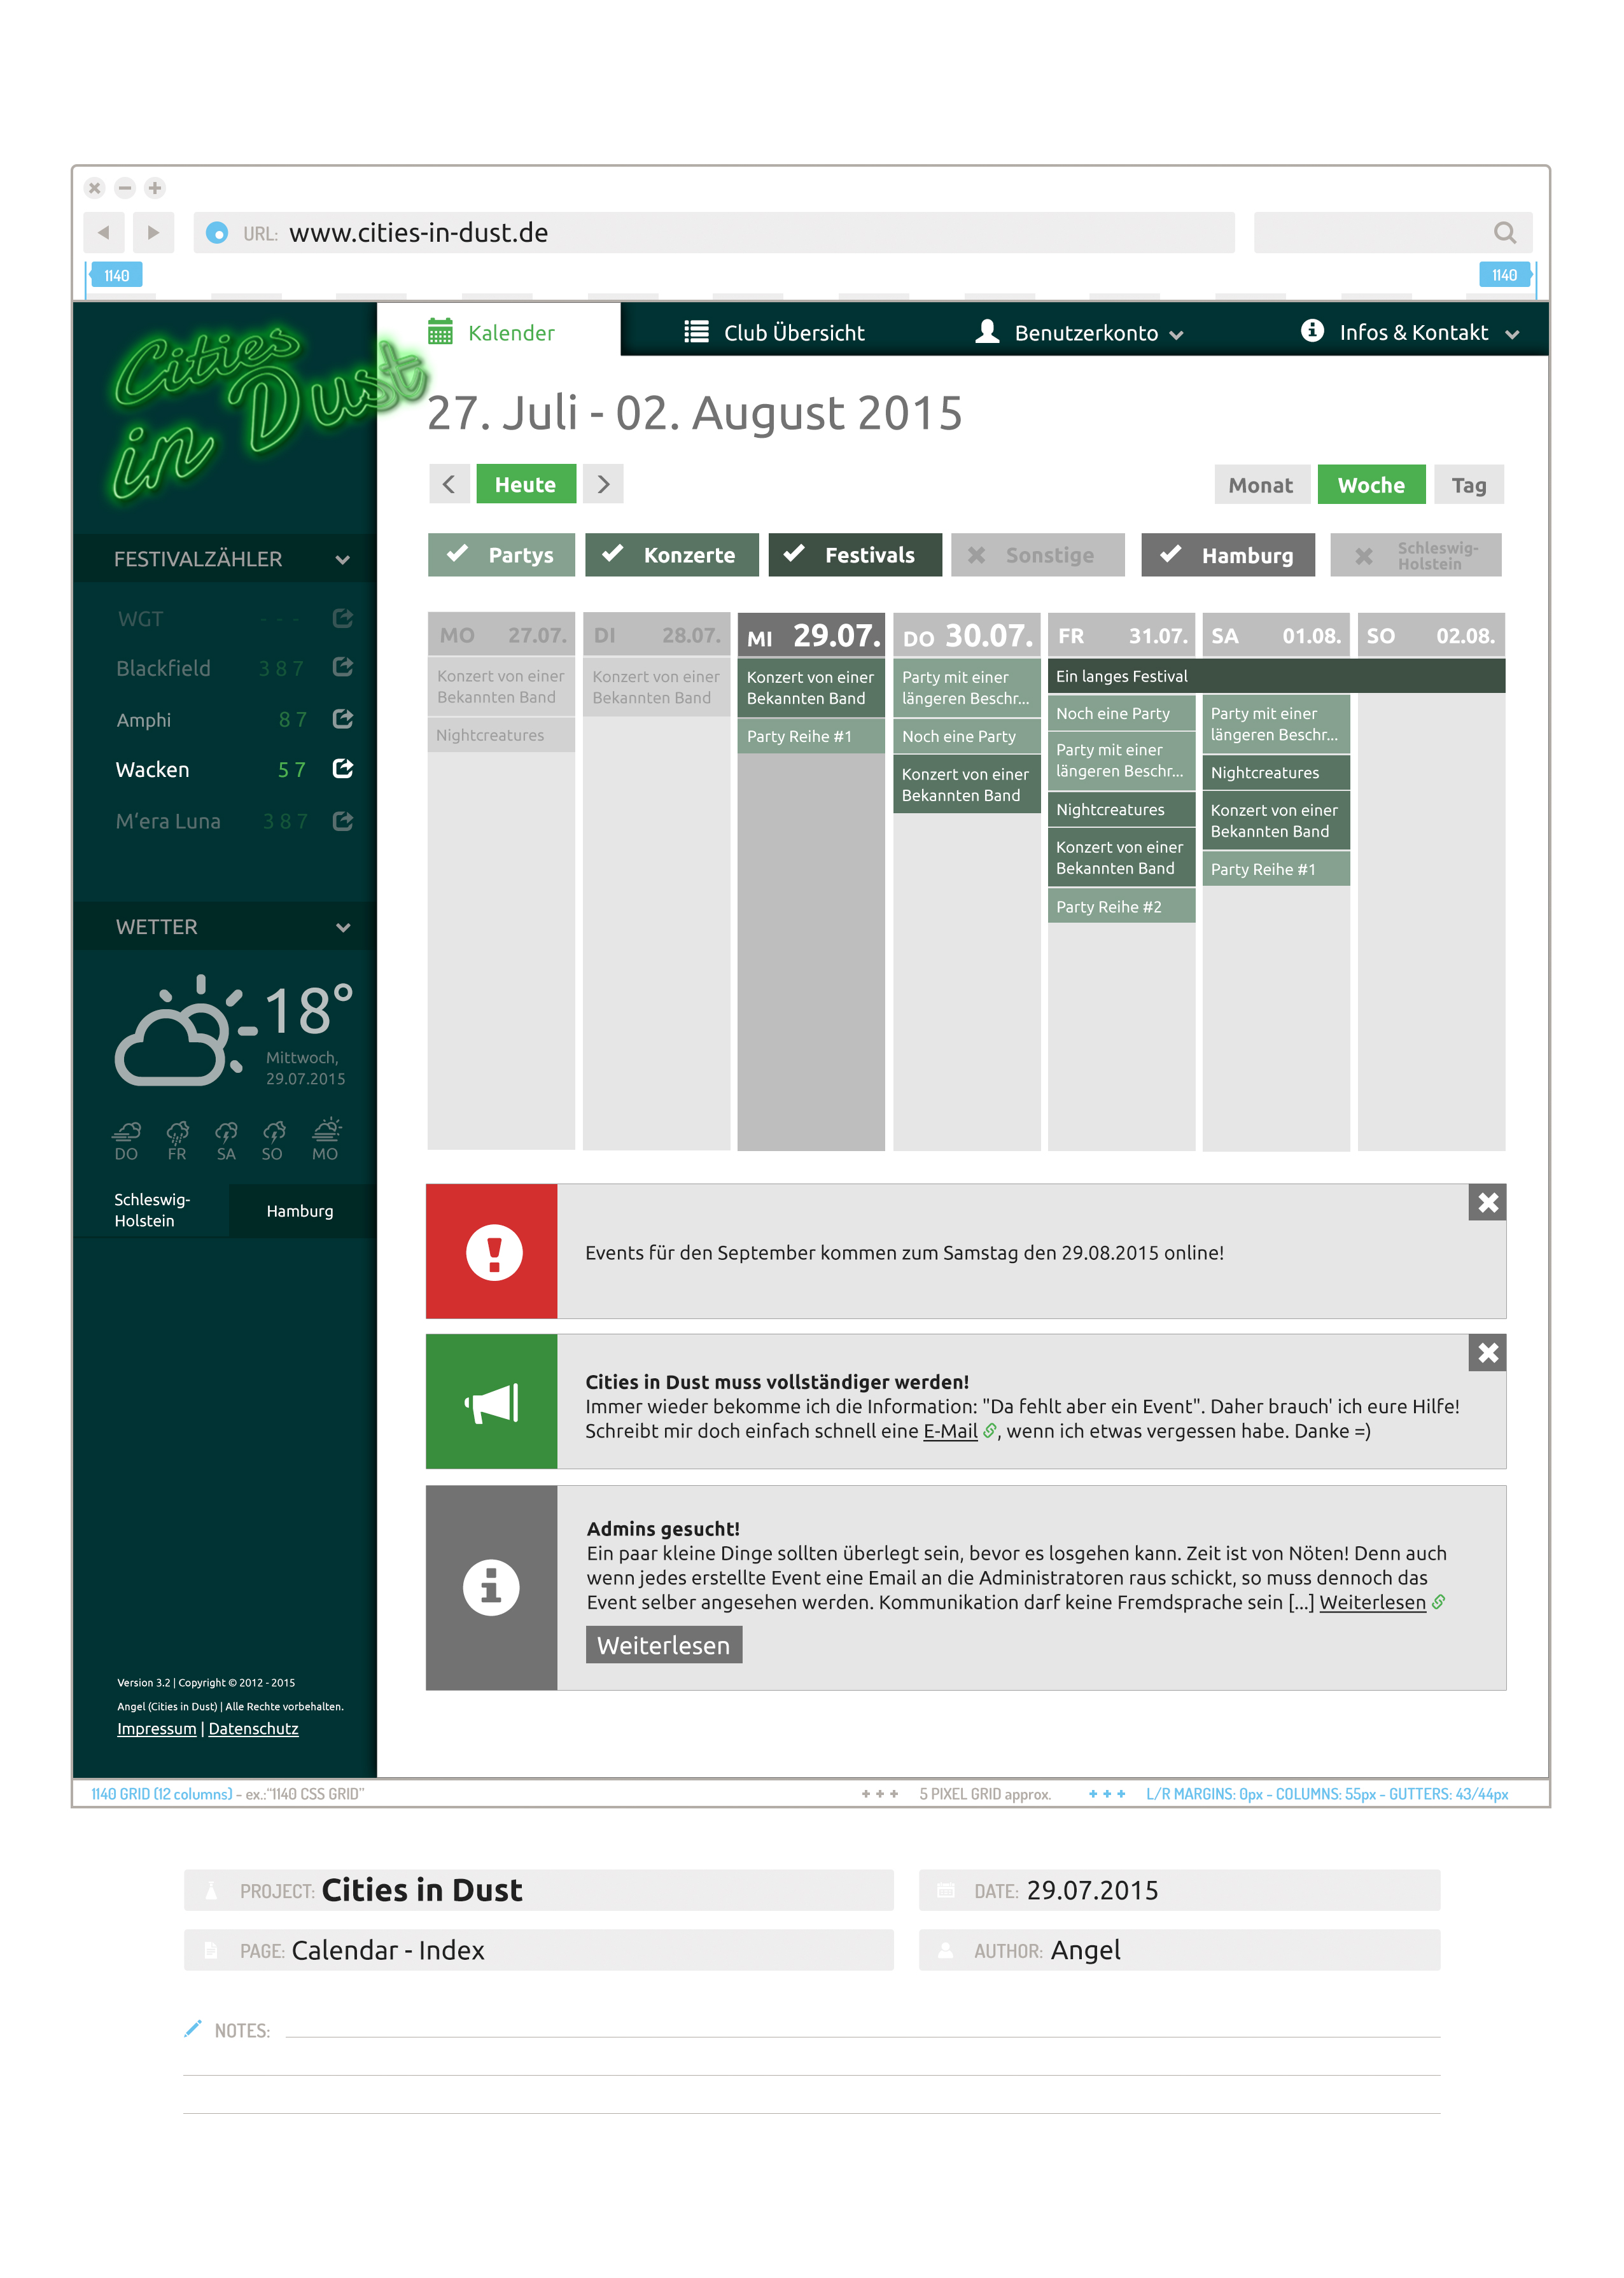 URL: www.cities-in-dust.de
1140
1140
Cities
in Dust
Kalender
Club Übersicht
Benutzerkonto
Infos & Kontakt
27. Juli - 02. August 2015
Heute
Monat
Woche
Tag
Partys
Konzerte
Festivals
Sonstige
Hamburg
Schleswig-
Holstein
FESTIVALZÄHLER
WGT - - -
Blackfield 387
Amphi 87
Wacken 57
M‘era Luna 387
WETTER
18°
Mittwoch,
29.07.2015
DO FR SA SO MO
Schleswig-
Holstein
Hamburg
MO 27.07.
Konzert von einer
Bekannten Band
Nightcreatures
DI 28.07.
Konzert von einer
Bekannten Band
MI 29.07.
Konzert von einer
Bekannten Band
Party Reihe #1
DO 30.07.
Party mit einer
längeren Beschr...
Noch eine Party
Konzert von einer
Bekannten Band
FR 31.07.
Ein langes Festival
Noch eine Party
Party mit einer
längeren Beschr...
Nightcreatures
Konzert von einer
Bekannten Band
Party Reihe #2
SA 01.08.
Party mit einer
längeren Beschr...
Nightcreatures
Konzert von einer
Bekannten Band
Party Reihe #1
SO 02.08.
Events für den September kommen zum Samstag den 29.08.2015 online!
Cities in Dust muss vollständiger werden!
Immer wieder bekomme ich die Information: "Da fehlt aber ein Event". Daher brauch' ich eure Hilfe!
Schreibt mir doch einfach schnell eine E-Mail , wenn ich etwas vergessen habe. Danke =)
Admins gesucht!
Ein paar kleine Dinge sollten überlegt sein, bevor es losgehen kann. Zeit ist von Nöten! Denn auch
wenn jedes erstellte Event eine Email an die Administratoren raus schickt, so muss dennoch das
Event selber angesehen werden. Kommunikation darf keine Fremdsprache sein [...] Weiterlesen
Weiterlesen
Version 3.2 | Copyright © 2012 - 2015
Angel (Cities in Dust) | Alle Rechte vorbehalten.
Impressum | Datenschutz
1140 GRID (12 columns) - ex.:“1140 CSS GRID”
+ + + 5 PIXEL GRID approx.
+ + + L/R MARGINS: 0px - COLUMNS: 55px - GUTTERS: 43/44px
PROJECT: Cities in Dust
DATE: 29.07.2015
PAGE: Calendar - Index
AUTHOR: Angel
NOTES: